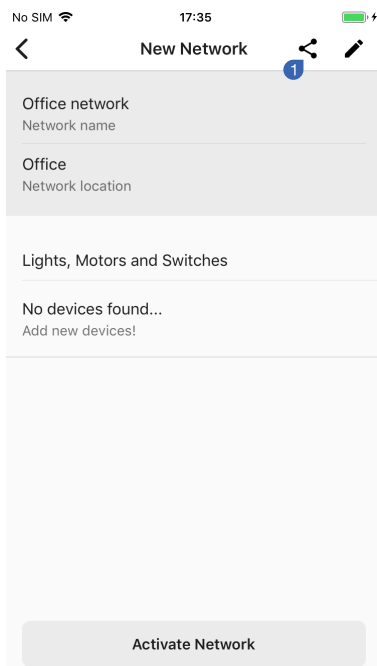 No SIM 17:35
New Network
1
Office network
Network name
Office
Network location
Lights, Motors and Switches
No devices found...
Add new devices!
Activate Network